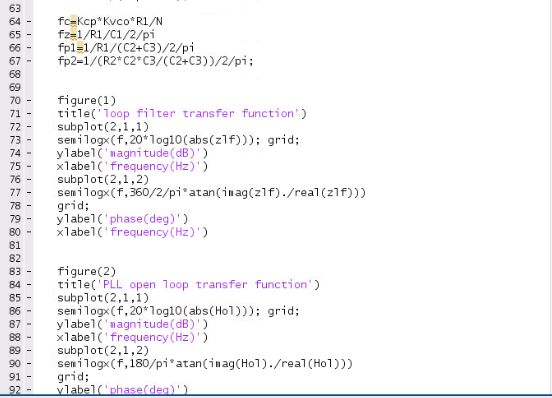 63
64 - fc=Kcp*Kvco*R1/N
65 - fz=1/R1/C1/2/pi
66 - fp1=1/R1/(C2+C3)/2/pi
67 - fp2=1/(R2*C2*C3/(C2+C3))/2/pi;
68
69
70 - figure(1)
71 - title('loop filter transfer function')
72 - subplot(2,1,1)
73 - semilogx(f,20*log10(abs(zlf))); grid;
74 - ylabel('magnitude(dB)')
75 - xlabel('frequency(Hz)')
76 - subplot(2,1,2)
77 - semilogx(f,360/2/pi*atan(imag(zlf)./real(zlf)))
78 - grid;
79 - ylabel('phase(deg)')
80 - xlabel('frequency(Hz)')
81
82
83 - figure(2)
84 - title('PLL open loop transfer function')
85 - subplot(2,1,1)
86 - semilogx(f,20*log10(abs(Hol))); grid;
87 - ylabel('magnitude(dB)')
88 - xlabel('frequency(Hz)')
89 - subplot(2,1,2)
90 - semilogx(f,180/pi*atan(imag(Hol)./real(Hol)))
91 - grid;
92 - ylabel('phase(deg)')